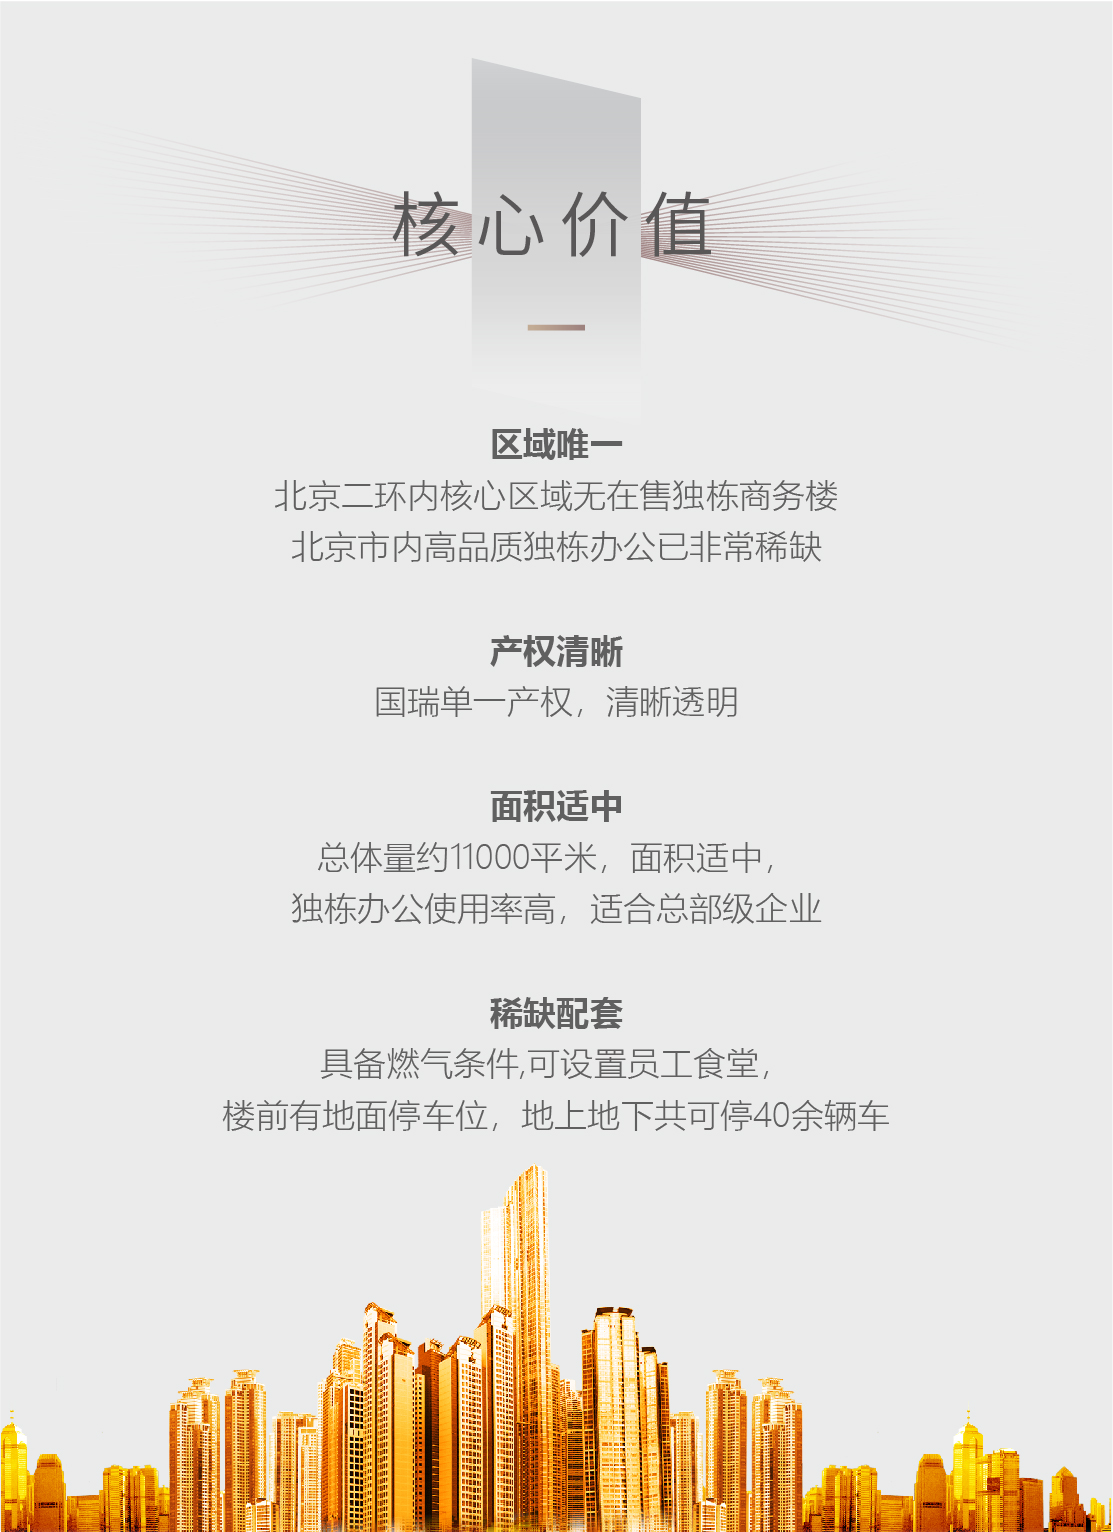 核心价值
区域唯一
北京二环内核心区域无在售独栋商务楼
北京市内高品质独栋办公已非常稀缺
产权清晰
国瑞单一产权，清晰透明
面积适中
总体量约11000平米，面积适中，
独栋办公使用率高，适合总部级企业
稀缺配套
具备燃气条件,可设置员工食堂，
楼前有地面停车位，地上地下共可停40余辆车